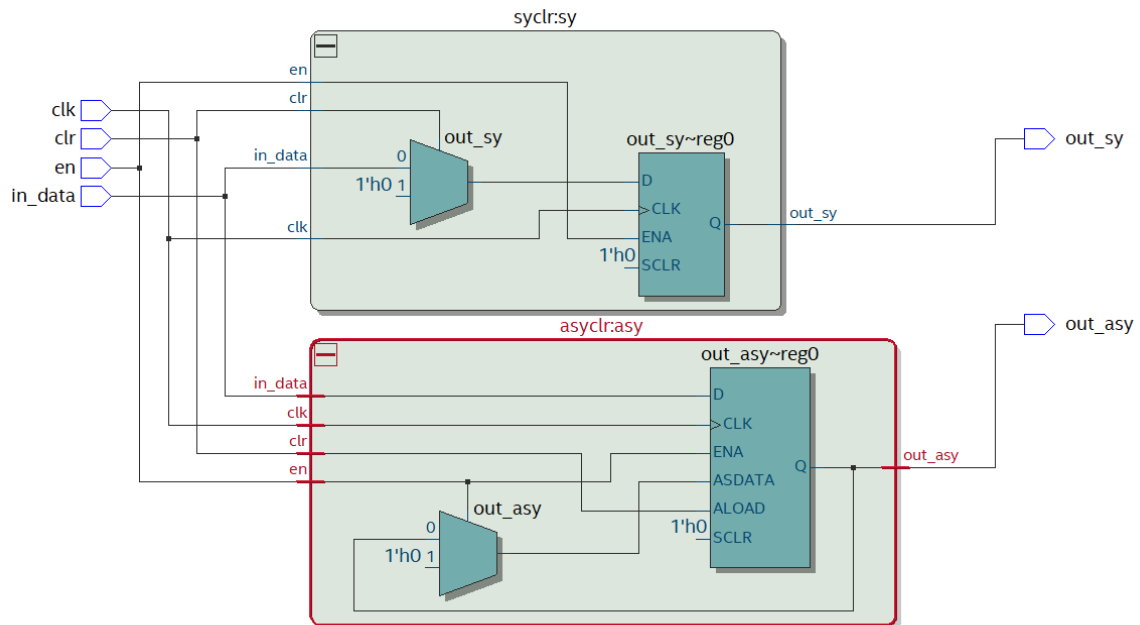 syclr:sy
en
clk
clr
clr
out_sy
out_sy~reg0
out_sy
en
in_data
0
D
in_data
1'h0
1
CLK
out_sy
clk
ENA
Q
1'h0
SCLR
asyclr:asy
out_asy
out_asy~reg0
in_data
D
clk
CLK
clr
ENA
out_asy
en
ASDATA
Q
out_asy
ALOAD
0
1'h0
SCLR
1'h0
1